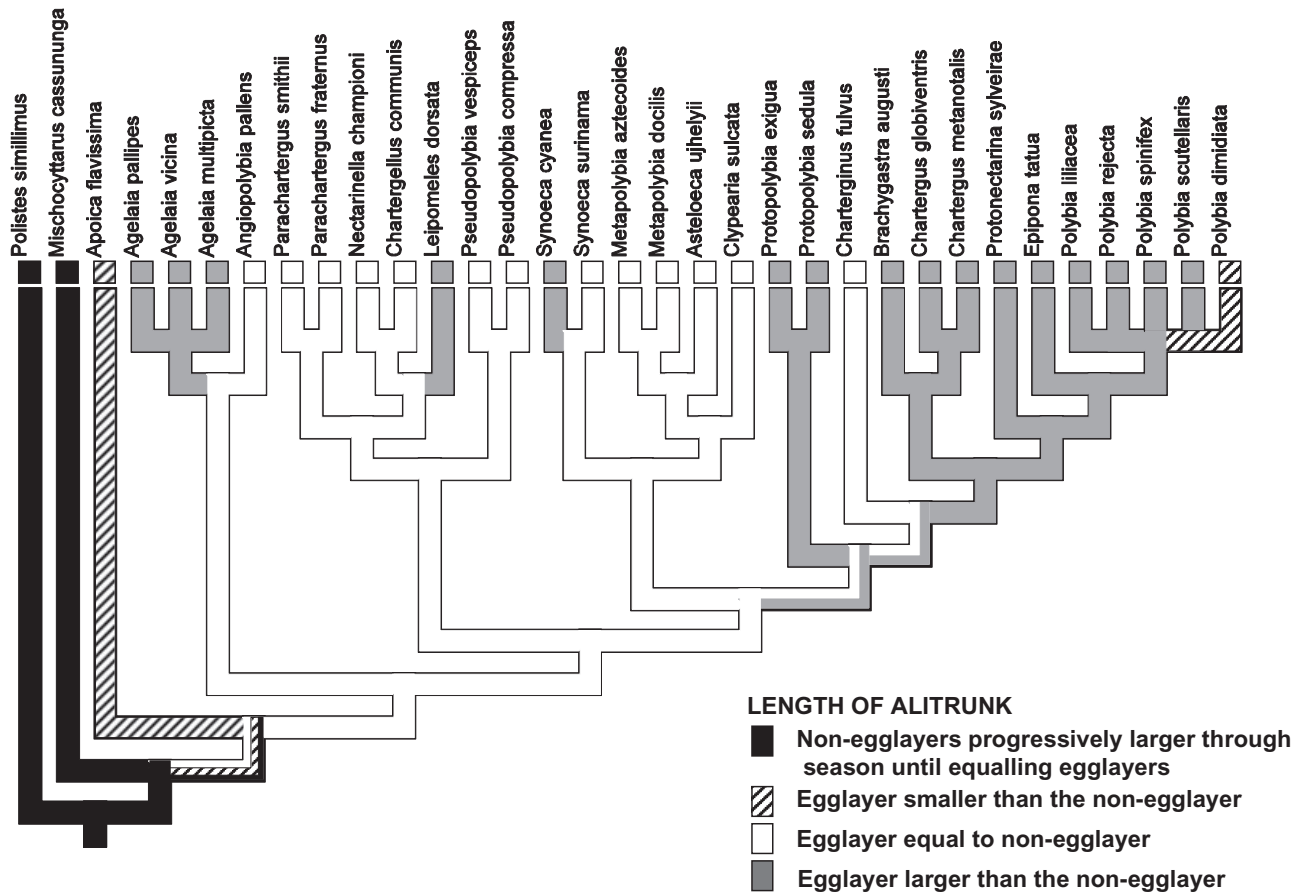 Polistes simillimus
Mischocyttarus cassununga
Apoica flavissima
Agelaia pallipes
Agelaia vicina
Agelaia multipicta
Angiopolybia pallens
Parachartergus smithii
Parachartergus fraternus
Nectarinella championi
Chartergellus communis
Leipomeles dorsata
Pseudopolybia vespiceps
Pseudopolybia compressa
Synoeca cyanea
Synoeca surinama
Metapolybia aztecoides
Metapolybia docilis
Asteloeca ujhelyii
Clypearia sulcata
Protopolybia exigua
Protopolybia sedula
Charterginus fulvus
Brachygastra augusti
Chartergus globiventris
Chartergus metanotalis
Protonectarina sylveirae
Epipona tatua
Polybia liliacea
Polybia rejecta
Polybia spinifex
Polybia scutellaris
Polybia dimidiata
LENGTH OF ALITRUNK
Non-egglayers progressively larger through
season until equalling egglayers
Egglayer smaller than the non-egglayer
Egglayer equal to non-egglayer
Egglayer larger than the non-egglayer